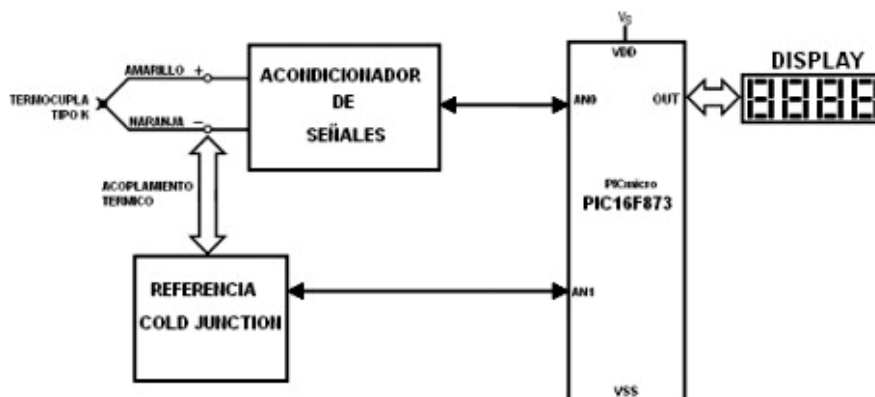 VS
VDD
DISPLAY
AMARILLO +
ACONDICIONADOR
DE
SEÑALES
TERMOCUPLA
TIPO K
AN0
OUT
8888
NARANJA −
PICmicro
PIC16F873
ACOPLAMIENTO
TERMICO
REFERENCIA
COLD JUNCTION
AN1
VSS